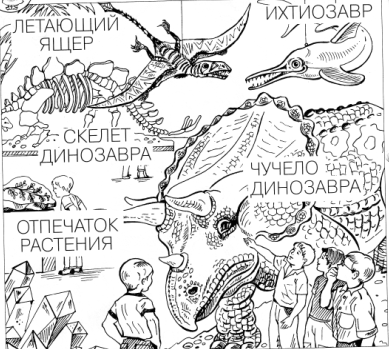 ЛЕТАЮЩИЙ
ЯЩЕР
ИХТИОЗАВР
СКЕЛЕТ
ДИНОЗАВРА
ЧУЧЕЛО
ДИНОЗАВРА
ОТПЕЧАТОК
РАСТЕНИЯ